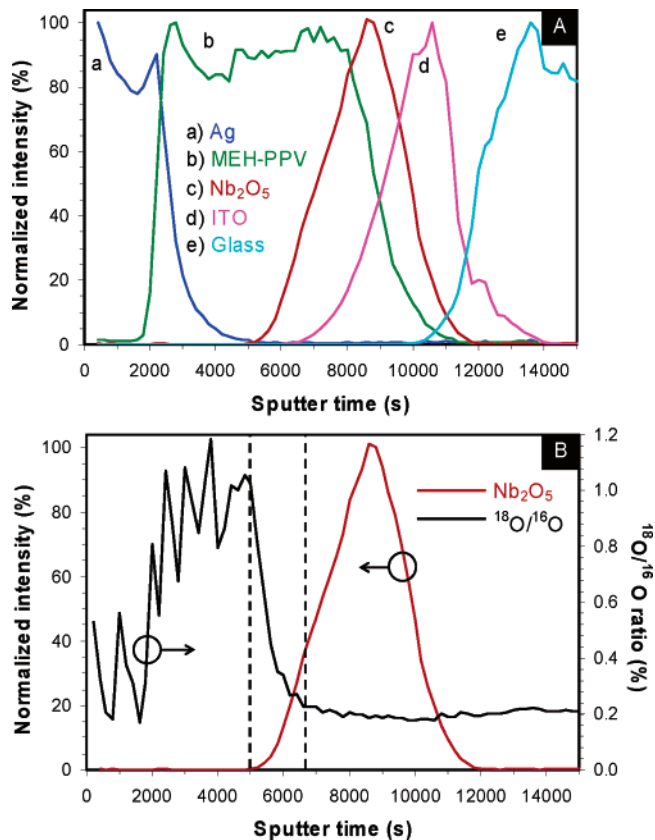 A
Normalized intensity (%)
100
80
60
40
20
0
a
b
c
d
e
a) Ag
b) MEH-PPV
c) Nb₂O₅
d) ITO
e) Glass
0 2000 4000 6000 8000 10000 12000 14000
Sputter time (s)
B
Normalized intensity (%)
100
80
60
40
20
0
Nb₂O₅
¹⁸O/¹⁶O
1.2
1.0
0.8
0.6
0.4
0.2
0.0
¹⁸O/¹⁶O ratio (%)
0 2000 4000 6000 8000 10000 12000 14000
Sputter time (s)